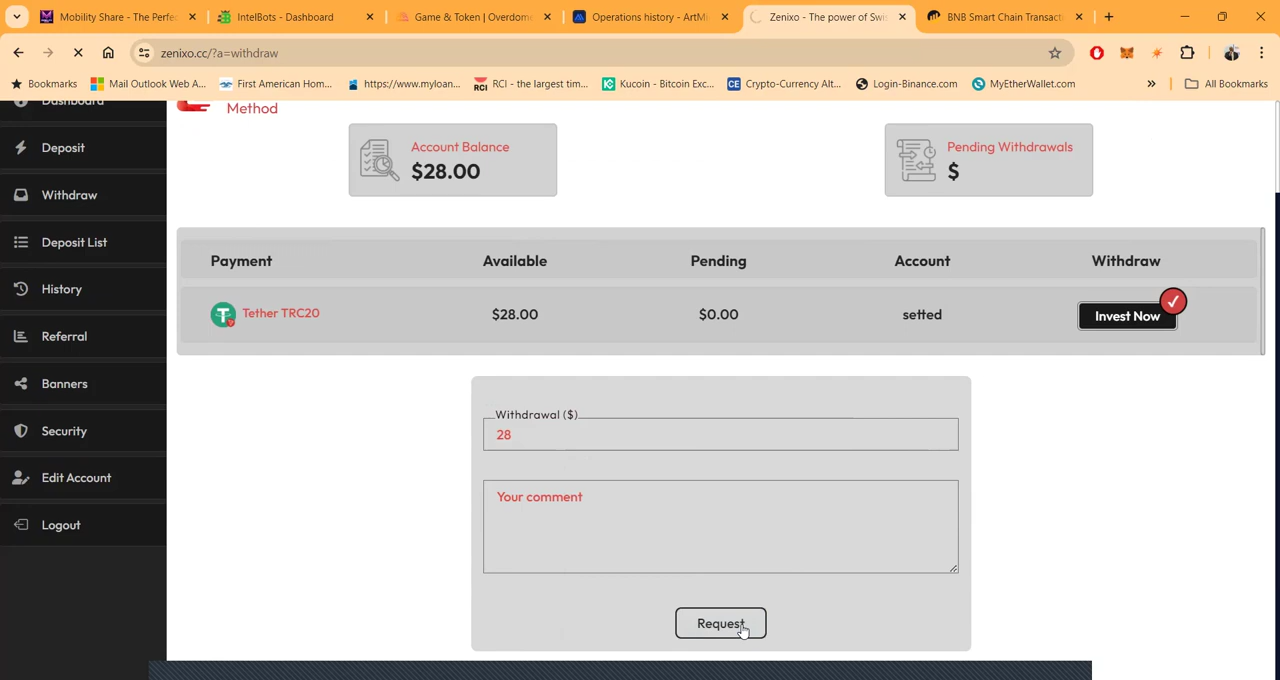 Mobility Share - The Perfe
IntelBots - Dashboard
Game & Token | Overdom
Operations history - ArtMi
Zenixo - The power of Swis
BNB Smart Chain Transact
zenixo.cc/?a=withdraw
Bookmarks
Mail Outlook Web A...
First American Hom...
https://www.myloan...
RCI - the largest tim...
Kucoin - Bitcoin Exc...
Crypto-Currency Alt...
Login-Binance.com
MyEtherWallet.com
»
All Bookmarks
Dashboard
Method
Account Balance
$28.00
Pending Withdrawals
$
Deposit
Withdraw
Deposit List
History
Referral
Banners
Security
Edit Account
Logout
Payment Available Pending Account Withdraw
Tether TRC20 $28.00 $0.00 setted Invest Now
Withdrawal ($)
28
Your comment
Request